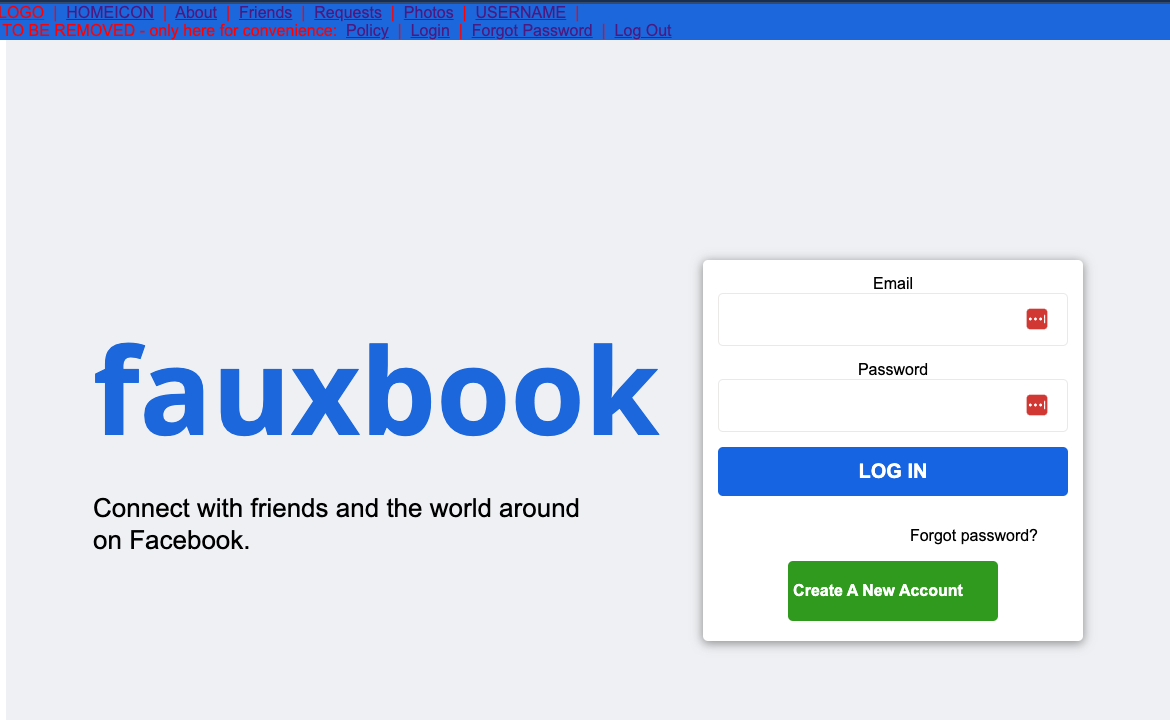 LOGO | HOMEICON | About | Friends | Requests | Photos | USERNAME |
TO BE REMOVED - only here for convenience: Policy | Login | Forgot Password | Log Out
Email
fauxbook
Password
LOG IN
Connect with friends and the world around
on Facebook.
Forgot password?
Create A New Account